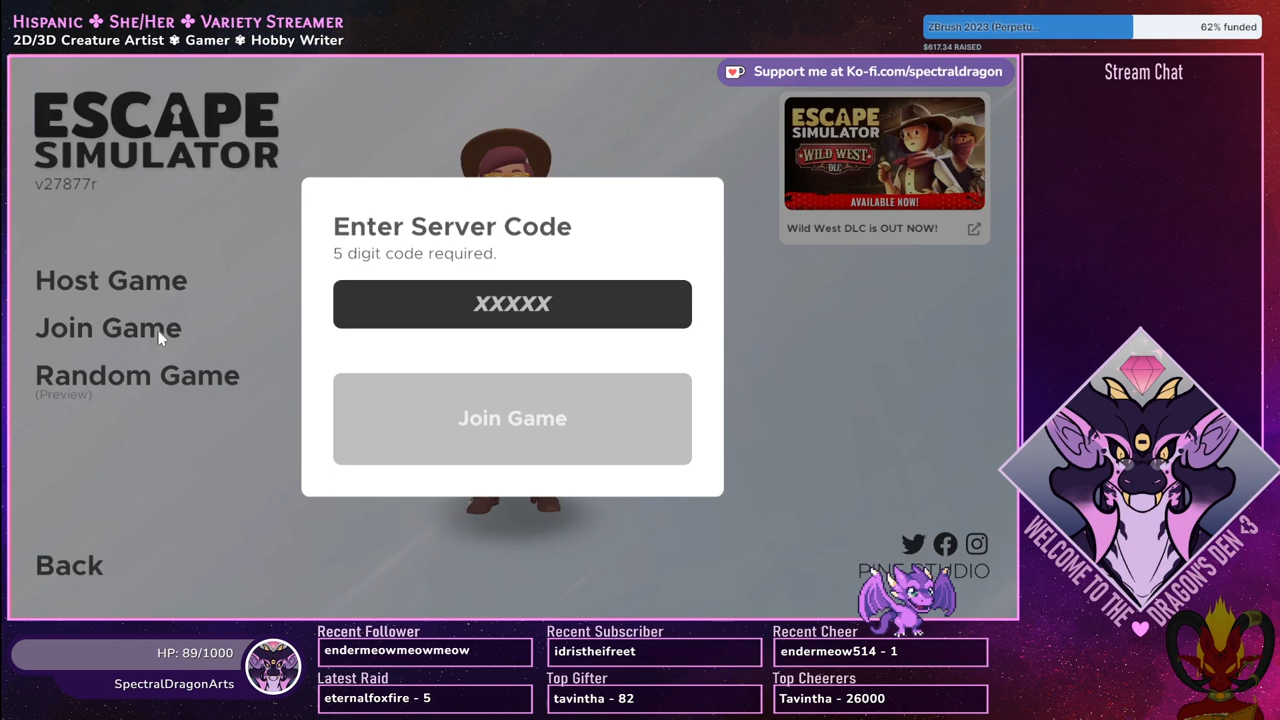 Hispanic ✤ She/Her ✤ Variety Streamer
2D/3D Creature Artist ✾ Gamer ✾ Hobby Writer
ZBrush 2023 (Perpetu...
62% funded
$617.34 RAISED
Support me at Ko-fi.com/spectraldragon
Stream Chat
ESCAPE
SIMULATOR
v27877r
ESCAPE
SIMULATOR
WILD WEST
DLC
AVAILABLE NOW!
Wild West DLC is OUT NOW!
Enter Server Code
5 digit code required.
XXXXX
Join Game
Host Game
Join Game
Random Game
(Preview)
Back
PINE STUDIO
WELCOME TO THE DRAGON'S DEN <3
HP: 89/1000
SpectralDragonArts
Recent Follower
endermeowmeowmeow
Recent Subscriber
idristheifreet
Recent Cheer
endermeow514 - 1
Latest Raid
eternalfoxfire - 5
Top Gifter
tavintha - 82
Top Cheerers
Tavintha - 26000